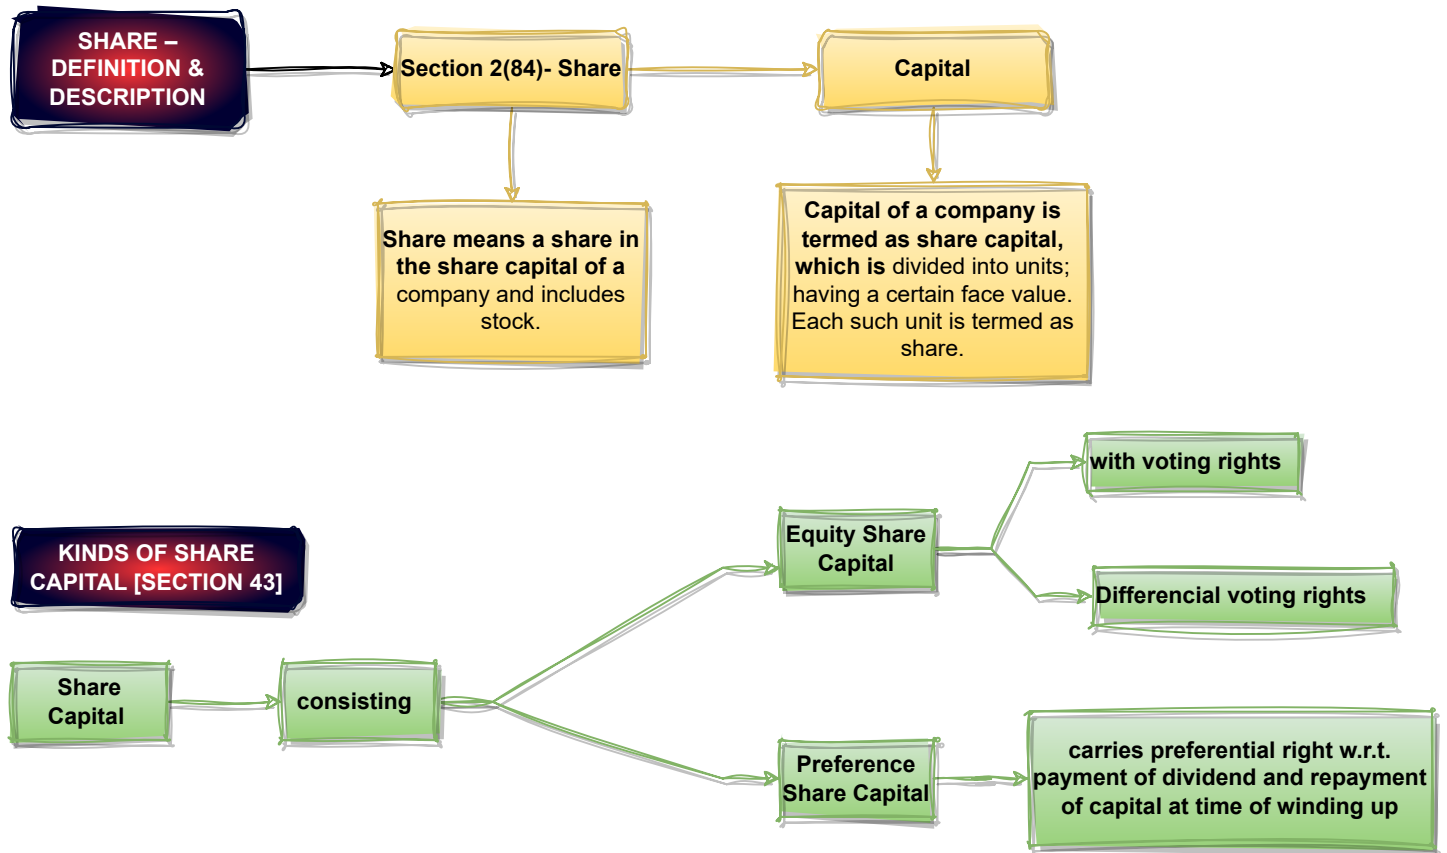 SHARE –
DEFINITION &
DESCRIPTION
Section 2(84)- Share
Capital
Share means a share in
the share capital of a
company and includes
stock.
Capital of a company is
termed as share capital,
which is divided into units;
having a certain face value.
Each such unit is termed as
share.
KINDS OF SHARE
CAPITAL [SECTION 43]
Share
Capital
consisting
Equity Share
Capital
with voting rights
Differencial voting rights
Preference
Share Capital
carries preferential right w.r.t.
payment of dividend and repayment
of capital at time of winding up